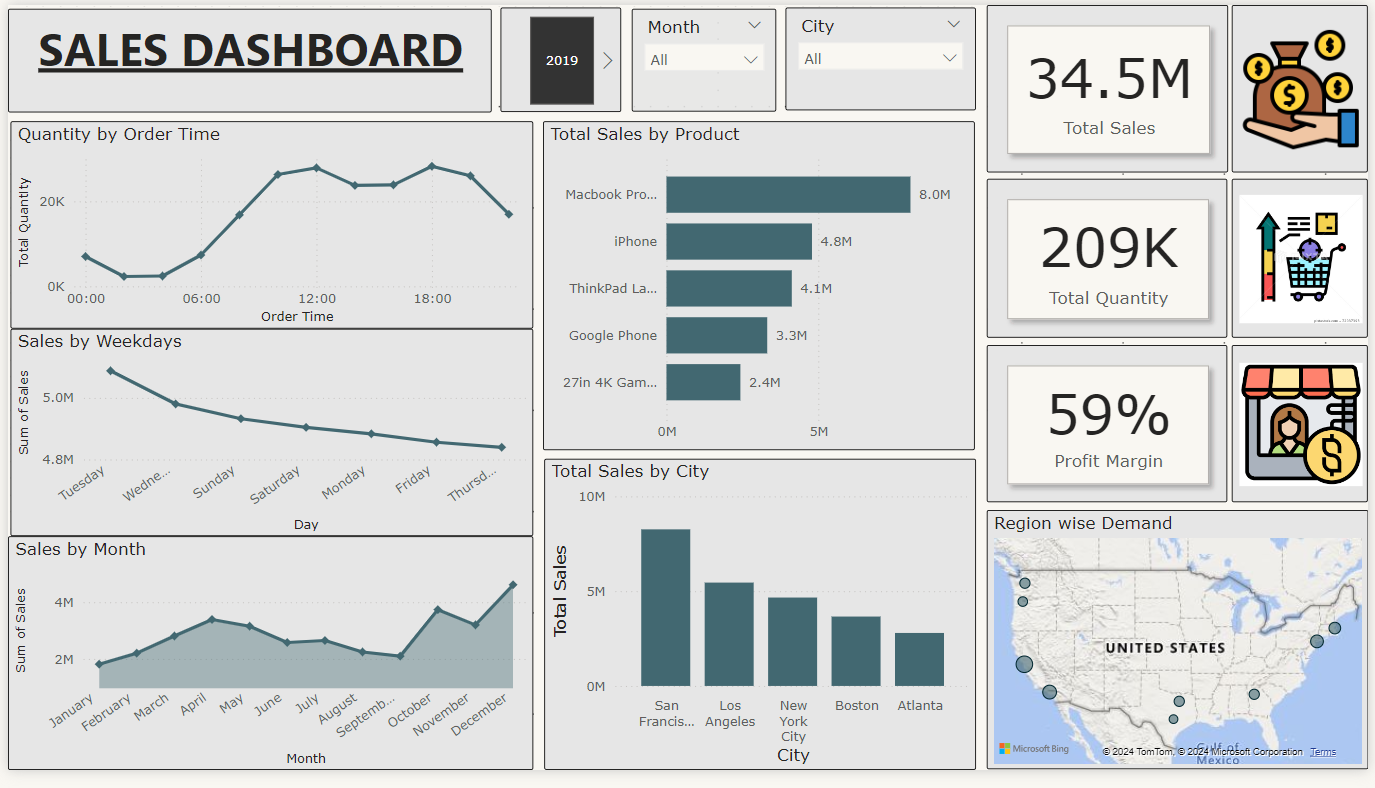 SALES DASHBOARD
2019
Month
All
City
All
34.5M
Total Sales
209K
Total Quantity
59%
Profit Margin
Quantity by Order Time
Total Quantity
20K
0K
00:00 06:00 12:00 18:00
Order Time
Sales by Weekdays
Sum of Sales
5.0M
4.8M
Tuesday Wedne... Sunday Saturday Monday Friday Thursd...
Day
Sales by Month
Sum of Sales
4M
2M
January February March April May June July August Septemb... October November December
Month
Total Sales by Product
Macbook Pro... 8.0M
iPhone 4.8M
ThinkPad La... 4.1M
Google Phone 3.3M
27in 4K Gam... 2.4M
0M 5M
Total Sales by City
Total Sales
10M
5M
0M
San Francis...
Los Angeles
New York City
Boston
Atlanta
City
Region wise Demand
UNITED STATES
Gulf of
Mexico
Microsoft Bing
© 2024 TomTom, © 2024 Microsoft Corporation Terms